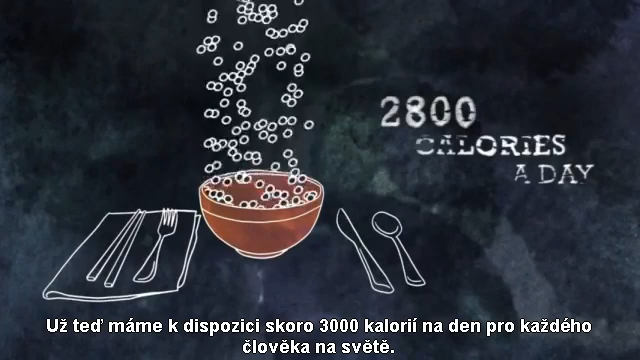 2800
CALORIES
A DAY
Už teď máme k dispozici skoro 3000 kalorií na den pro každého
člověka na světě.